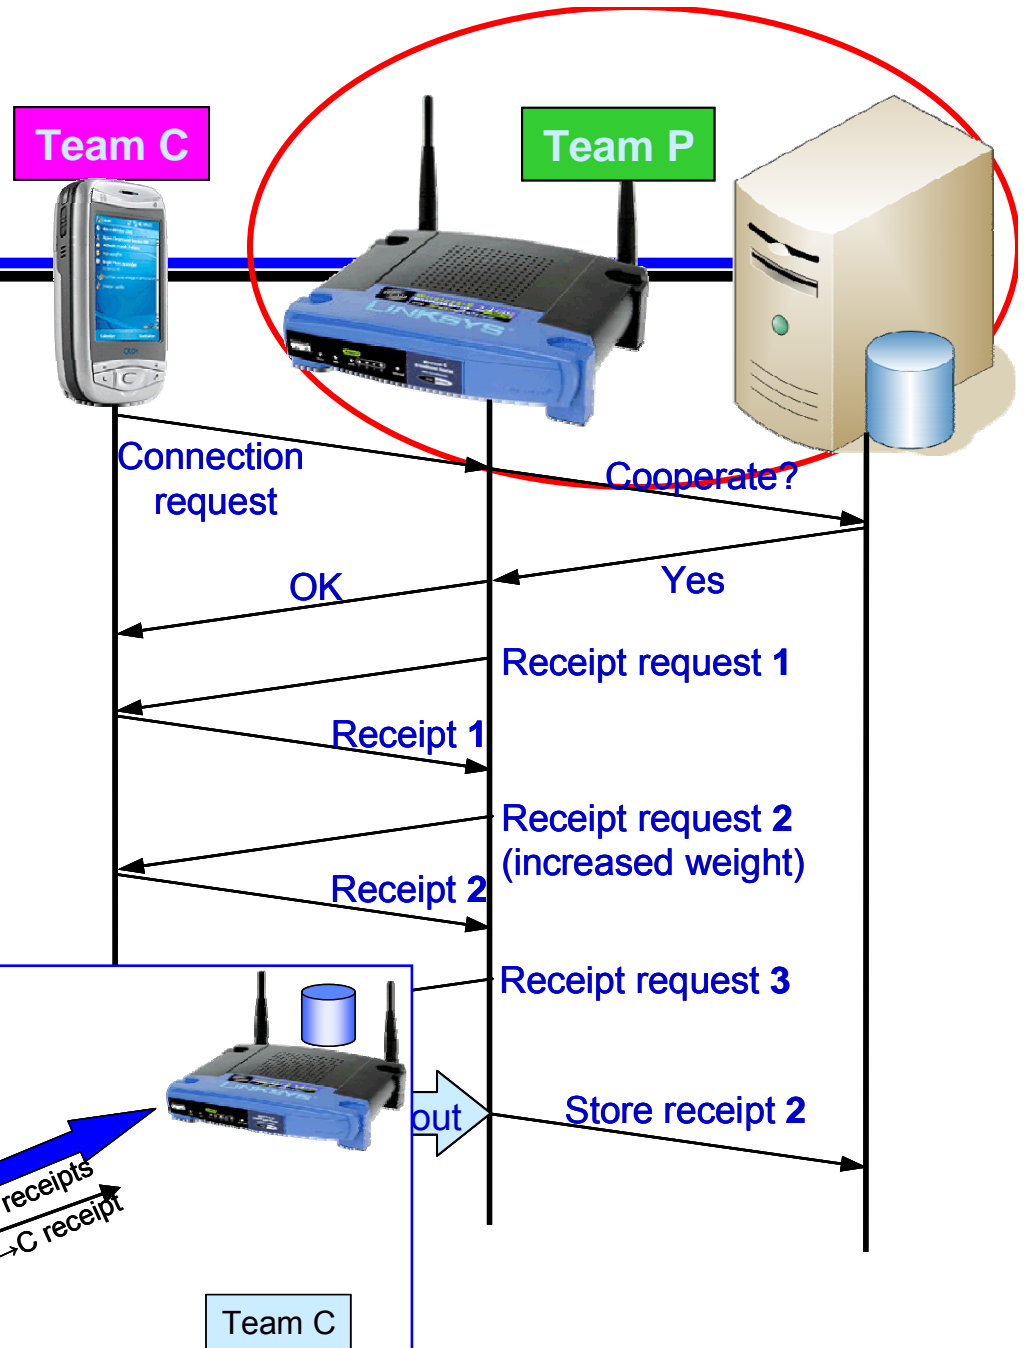 Team C
Team P
LINKSYS
Connection
request
Cooperate?
Yes
OK
Receipt request 1
Receipt 1
Receipt request 2
(increased weight)
Receipt 2
Receipt request 3
out
Store receipt 2
receipts
→C receipt
Team C